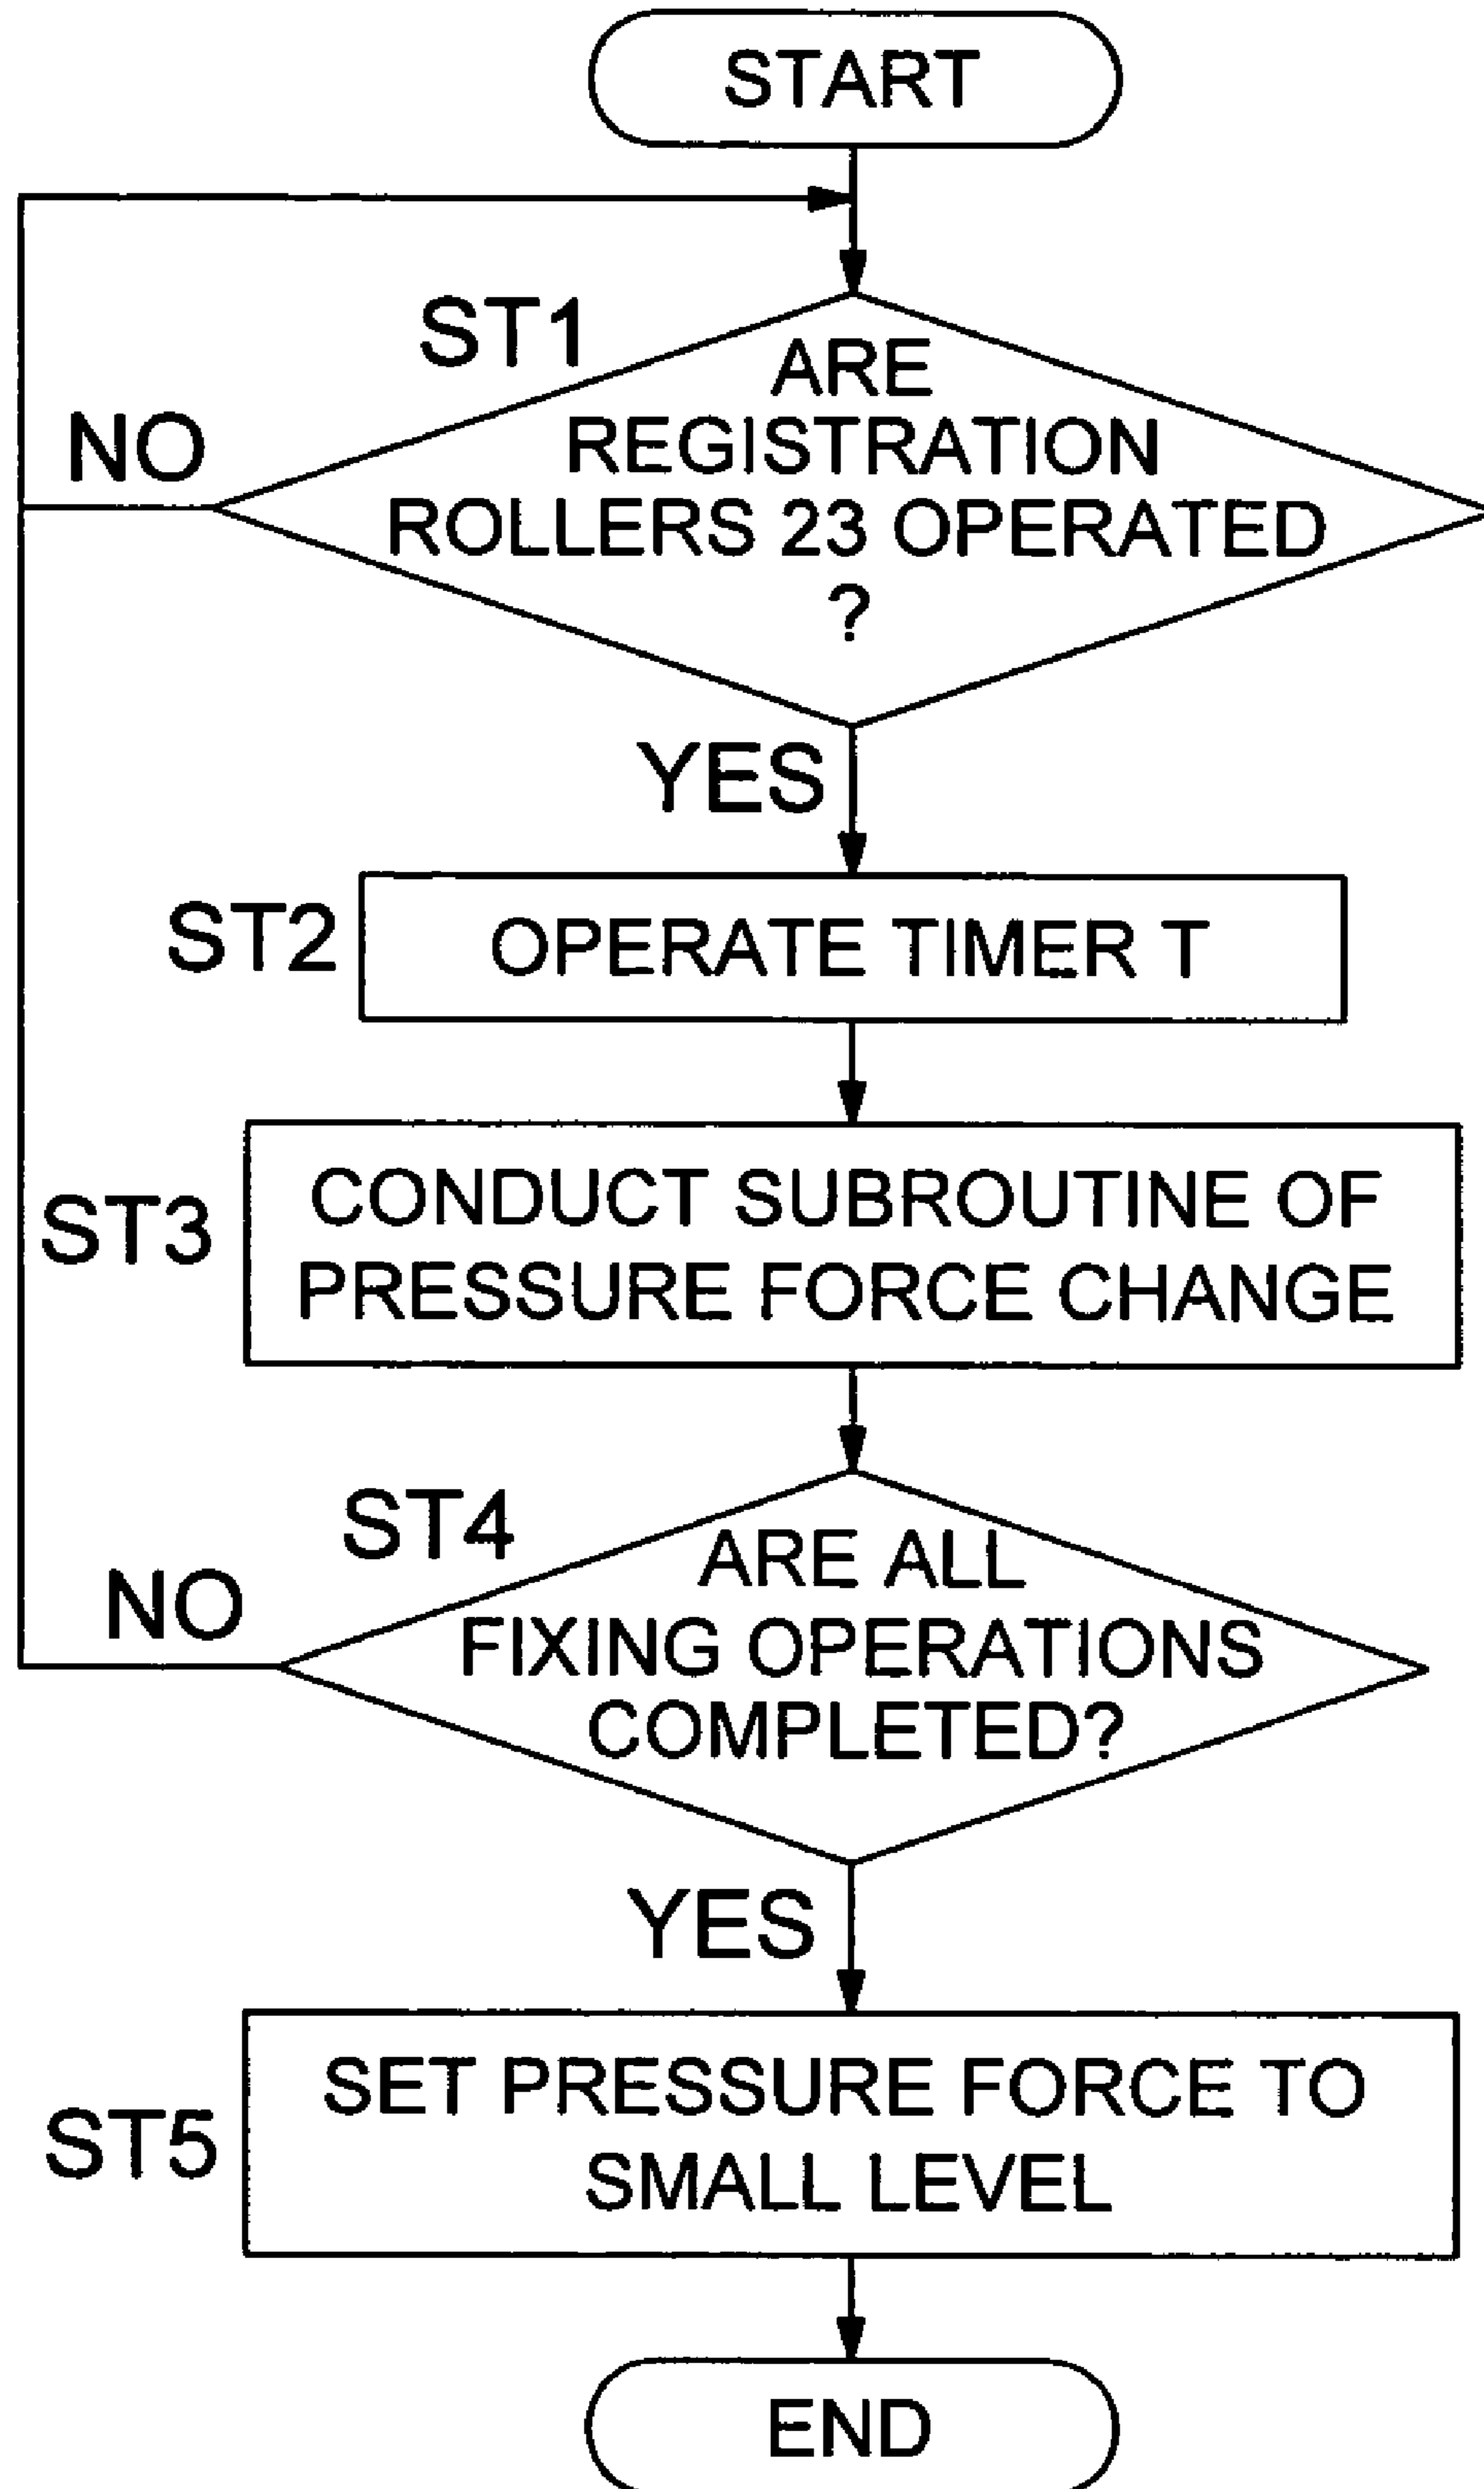 START
ST1
ARE
REGISTRATION
ROLLERS 23 OPERATED
?
NO
YES
ST2
OPERATE TIMER T
ST3
CONDUCT SUBROUTINE OF
PRESSURE FORCE CHANGE
ST4
ARE ALL
FIXING OPERATIONS
COMPLETED?
NO
YES
ST5
SET PRESSURE FORCE TO
SMALL LEVEL
END